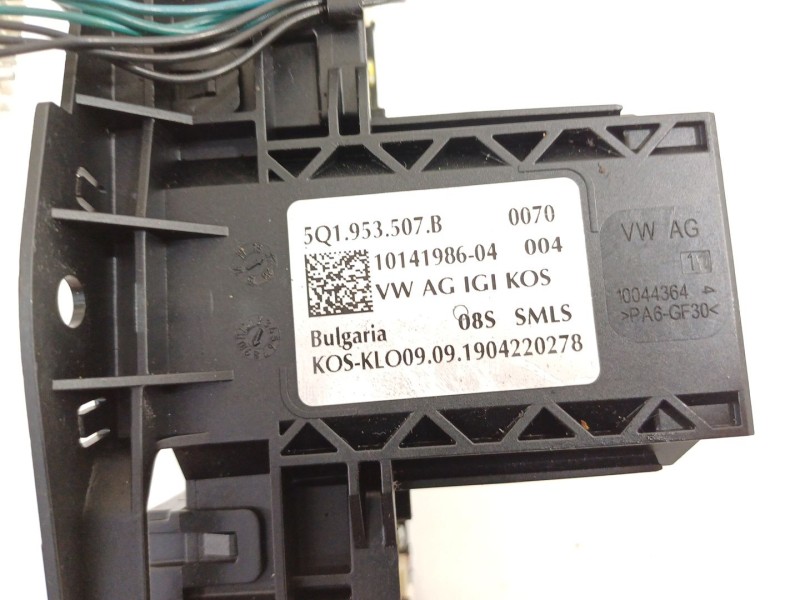 5Q1.953.507.B 0070
10141986-04 004
VW AG IGI KOS
08S SMLS
Bulgaria
KOS-KLO09.09.1904220278
VW AG
11
10044364
>PA6-GF30<